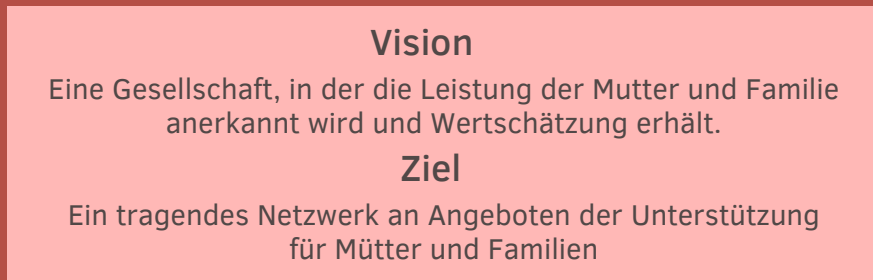 Vision
Eine Gesellschaft, in der die Leistung der Mutter und Familie
anerkannt wird und Wertschätzung erhält.
Ziel
Ein tragendes Netzwerk an Angeboten der Unterstützung
für Mütter und Familien